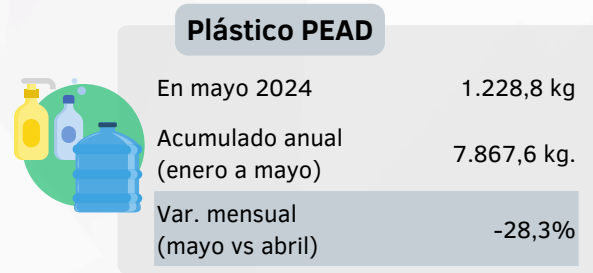 Plástico PEAD
En mayo 2024 1.228,8 kg
Acumulado anual
(enero a mayo) 7.867,6 kg.
Var. mensual
(mayo vs abril) -28,3%